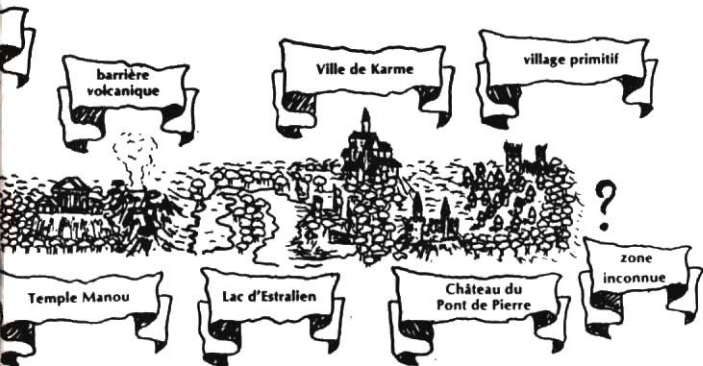 barrière
volcanique
Ville de Karme
village primitif
?
Temple Manou
Lac d'Estralien
Château du
Pont de Pierre
zone
inconnue